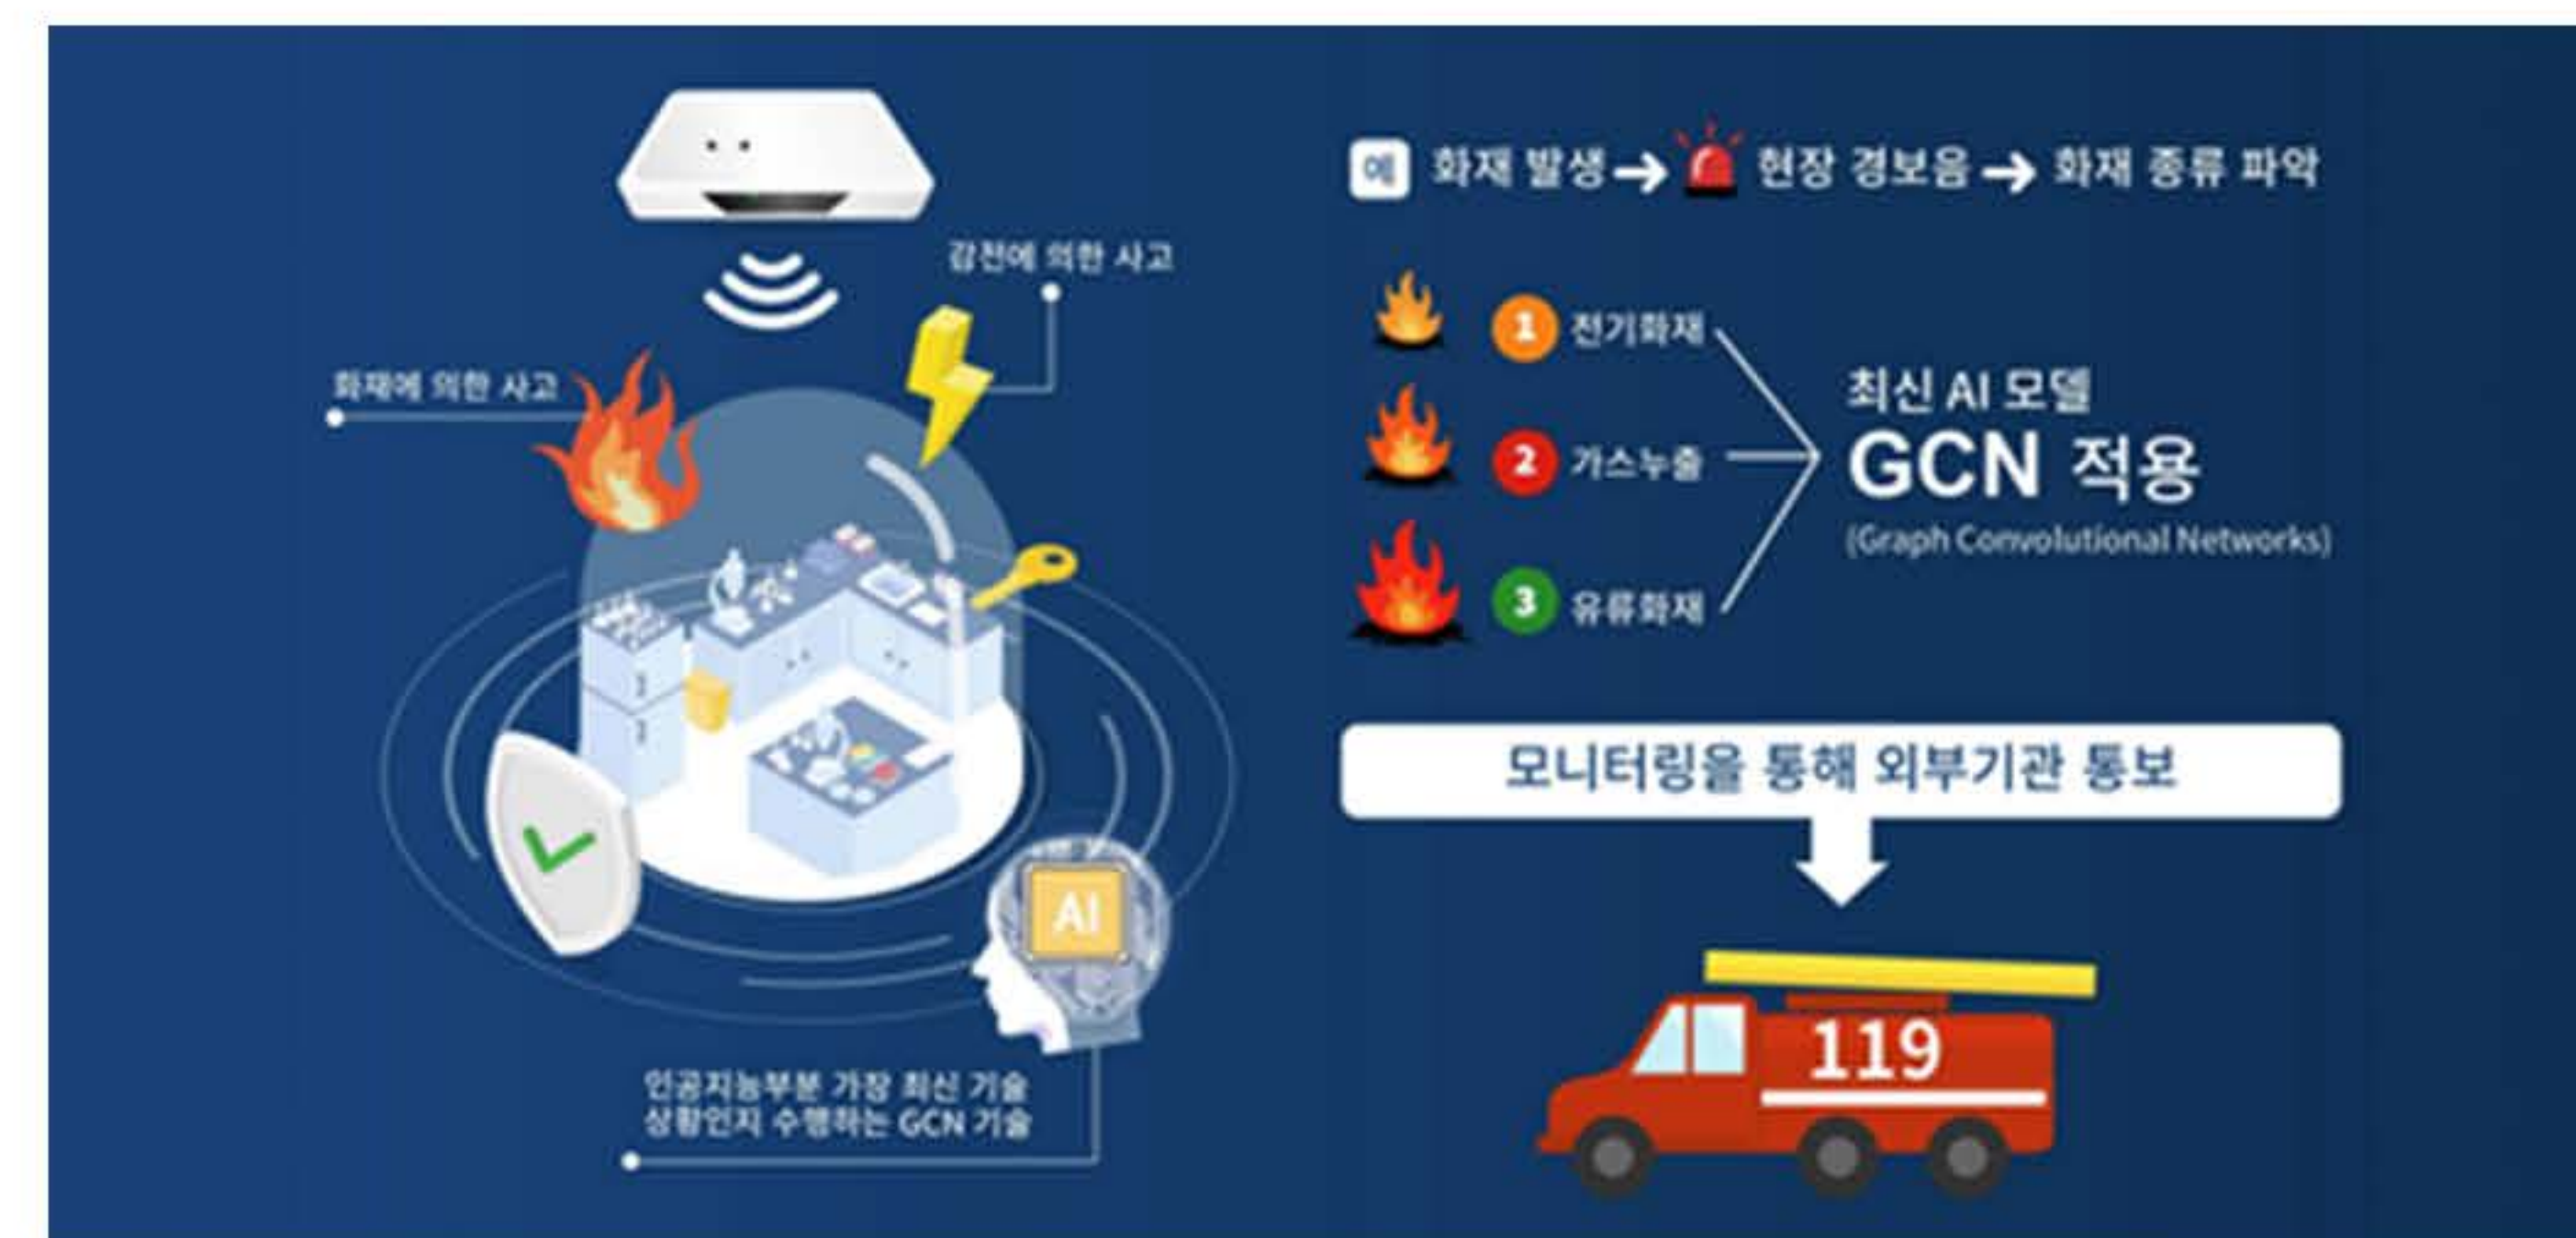 감전에 의한 사고
화재에 의한 사고
AI
인공지능부분 가장 최신 기술
상황인지 수행하는 GCN 기술
예 화재 발생 → 현장 경보음 → 화재 종류 파악
1 전기화재
2 가스누출
3 유류화재
최신 AI 모델
GCN 적용
(Graph Convolutional Networks)
모니터링을 통해 외부기관 통보
119